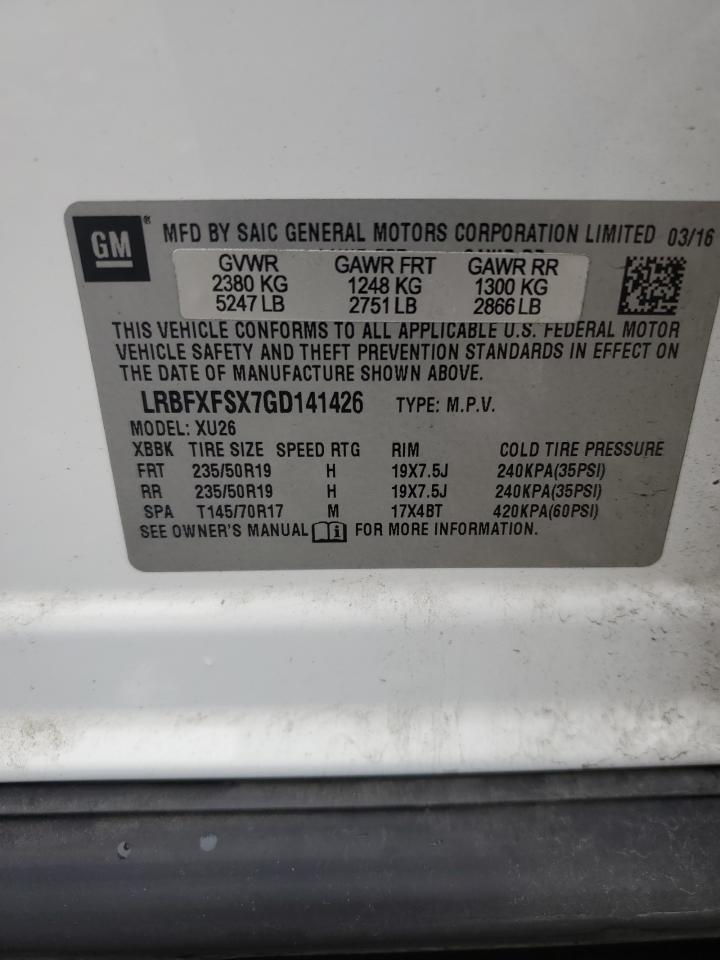 GM® MFD BY SAIC GENERAL MOTORS CORPORATION LIMITED 03/16
GVWR GAWR FRT GAWR RR
2380 KG 1248 KG 1300 KG
5247 LB 2751 LB 2866 LB
THIS VEHICLE CONFORMS TO ALL APPLICABLE U.S. FEDERAL MOTOR
VEHICLE SAFETY AND THEFT PREVENTION STANDARDS IN EFFECT ON
THE DATE OF MANUFACTURE SHOWN ABOVE.
LRBFXFSX7GD141426 TYPE: M.P.V.
MODEL: XU26
XBBK TIRE SIZE SPEED RTG RIM COLD TIRE PRESSURE
FRT 235/50R19 H 19X7.5J 240KPA(35PSI)
RR 235/50R19 H 19X7.5J 240KPA(35PSI)
SPA T145/70R17 M 17X4BT 420KPA(60PSI)
SEE OWNER'S MANUAL i FOR MORE INFORMATION.